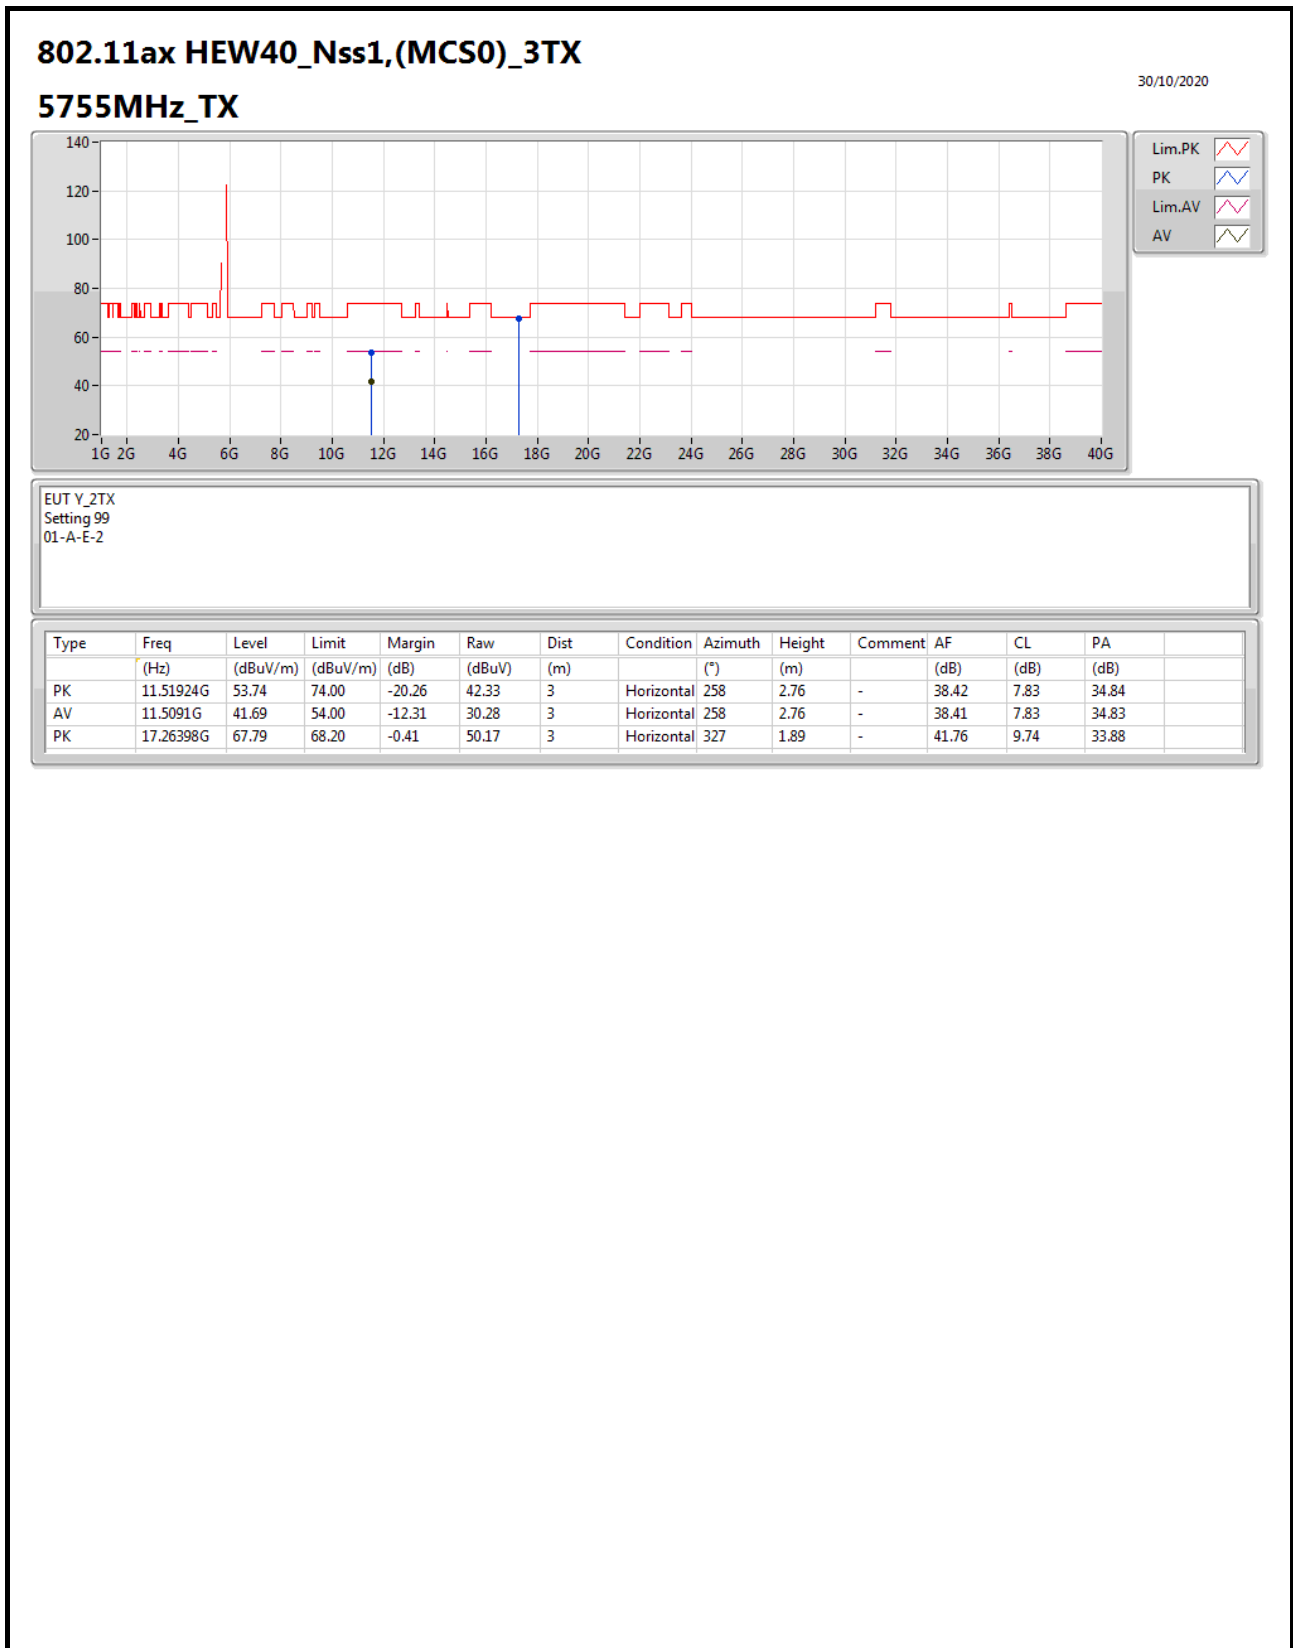 802.11ax HEW40_Nss1,(MCS0)_3TX
30/10/2020
5755MHz_TX
140
120
100
80
60
40
20
1G 2G 4G 6G 8G 10G 12G 14G 16G 18G 20G 22G 24G 26G 28G 30G 32G 34G 36G 38G 40G
Lim.PK
PK
Lim.AV
AV
EUT Y_2TX
Setting 99
01-A-E-2
Type Freq Level Limit Margin Raw Dist Condition Azimuth Height Comment AF CL PA
(Hz) (dBuV/m) (dBuV/m) (dB) (dBuV) (m) (°) (m) (dB) (dB) (dB)
PK 11.51924G 53.74 74.00 -20.26 42.33 3 Horizontal 258 2.76 - 38.42 7.83 34.84
AV 11.5091G 41.69 54.00 -12.31 30.28 3 Horizontal 258 2.76 - 38.41 7.83 34.83
PK 17.26398G 67.79 68.20 -0.41 50.17 3 Horizontal 327 1.89 - 41.76 9.74 33.88